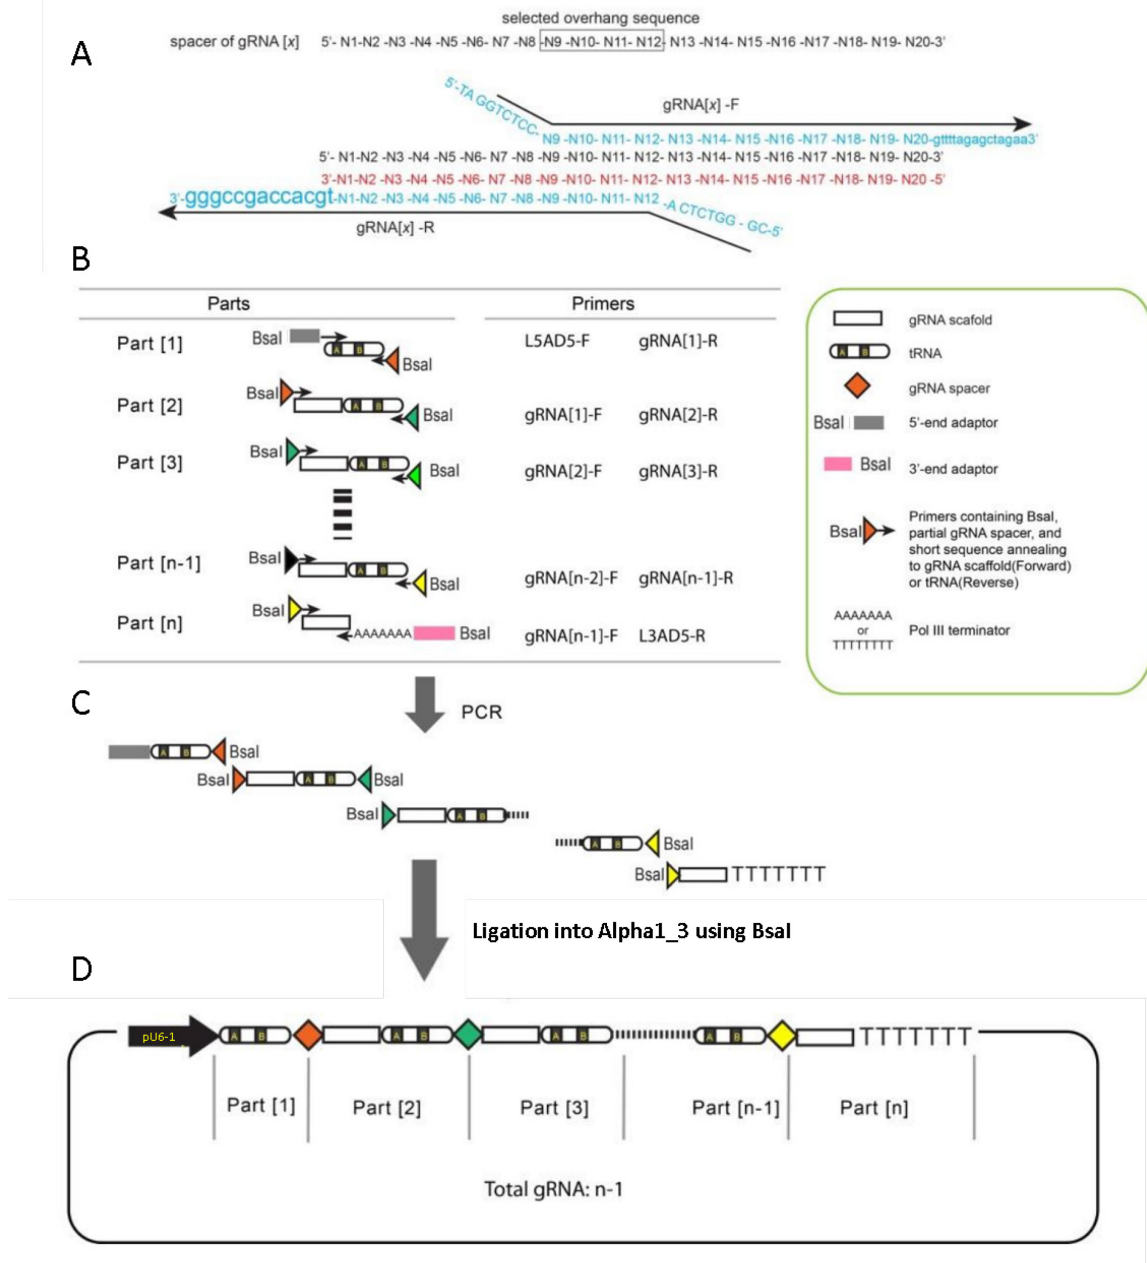 A
selected overhang sequence
spacer of gRNA [x] 5'- N1-N2 -N3 -N4 -N5 -N6- N7 -N8 -N9 -N10- N11- N12- N13 -N14- N15 -N16 -N17 -N18- N19- N20-3'
5'-TA GGTCTCC- N9 -N10- N11- N12- N13 -N14- N15 -N16 -N17 -N18- N19- N20-gttttagagctagaa3'
gRNA[x] -F
5'- N1-N2 -N3 -N4 -N5 -N6- N7 -N8 -N9 -N10- N11- N12- N13 -N14- N15 -N16 -N17 -N18- N19- N20-3'
3'-N1-N2 -N3 -N4 -N5 -N6- N7 -N8 -N9 -N10- N11- N12- N13 -N14- N15 -N16 -N17 -N18- N19- N20 -5'
3'-gggccgaccacgt-N1-N2 -N3 -N4 -N5 -N6- N7 -N8 -N9 -N10- N11- N12 -A CTCTGG - GC-5'
gRNA[x] -R
B
Parts Primers
Part [1] BsaI A B BsaI L5AD5-F gRNA[1]-R
Part [2] BsaI A B BsaI gRNA[1]-F gRNA[2]-R
Part [3] BsaI A B BsaI gRNA[2]-F gRNA[3]-R
Part [n-1] BsaI A B BsaI gRNA[n-2]-F gRNA[n-1]-R
Part [n] BsaI AAAAAAA BsaI gRNA[n-1]-F L3AD5-R
gRNA scafold
A B tRNA
gRNA spacer
BsaI 5'-end adaptor
BsaI 3'-end adaptor
BsaI Primers containing BsaI,
partial gRNA spacer, and
short sequence annealing
to gRNA scaffold(Forward)
or tRNA(Reverse)
AAAAAAA
or
TTTTTTTT
Pol III terminator
C
PCR
A B BsaI
BsaI A B BsaI
BsaI A B
A B BsaI
BsaI TTTTTTT
Ligation into Alpha1_3 using BsaI
D
pU6-1 A B A B A B A B TTTTTTT
Part [1] Part [2] Part [3] Part [n-1] Part [n]
Total gRNA: n-1